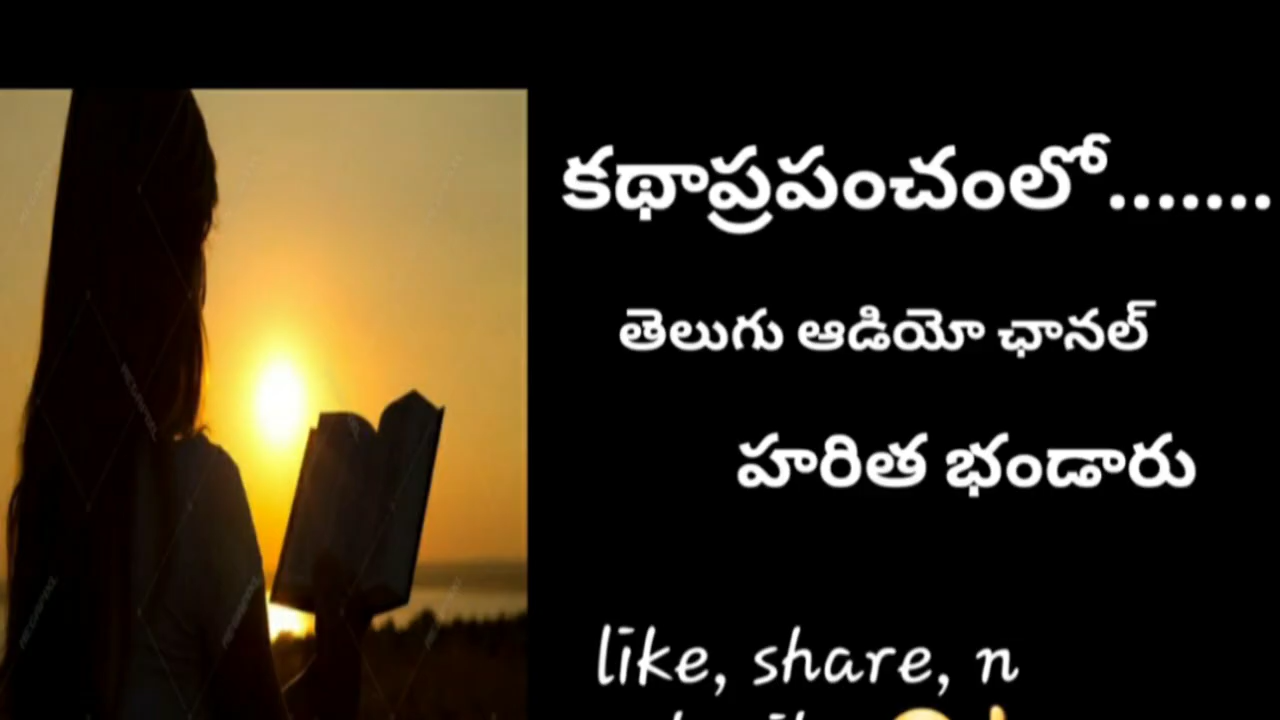 కథాప్రపంచంలో.......
తెలుగు ఆడియో ఛానల్
హరిత భండారు
like, share, n